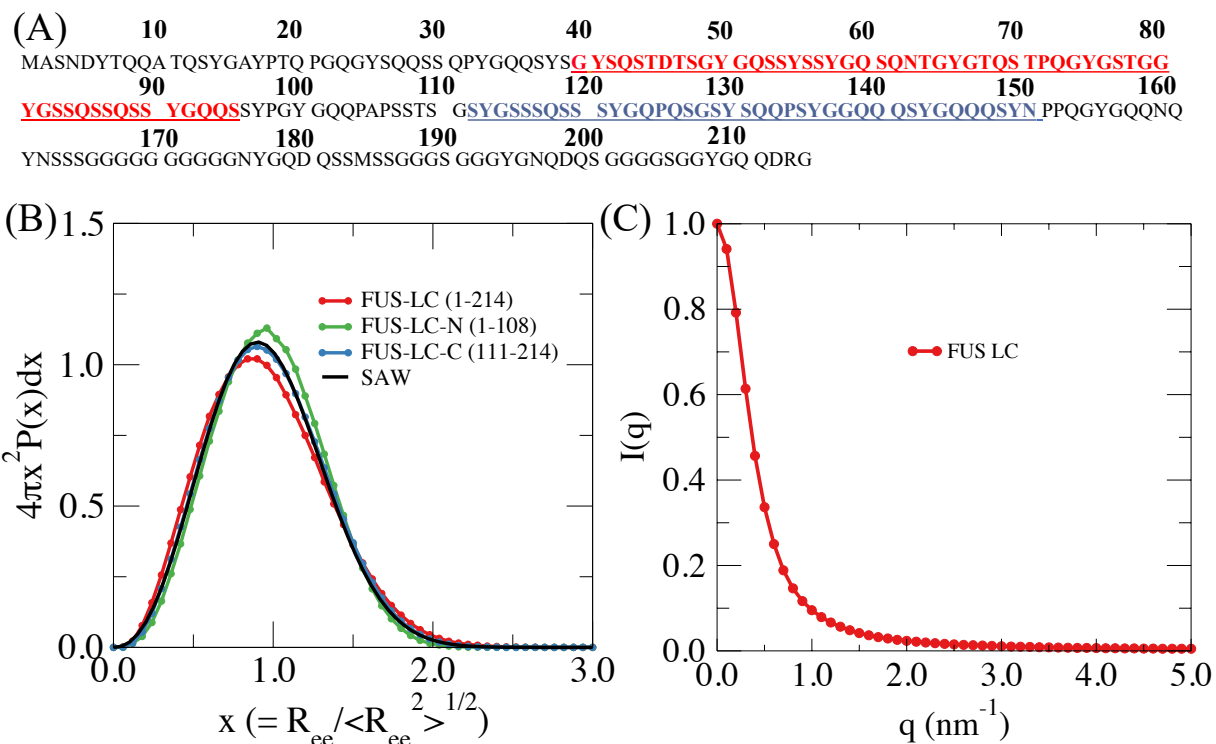 (A)
10 20 30 40 50 60 70 80
MASNDYTQQA TQSYGAYPTQ PGQGYSQQSS QPYGQQSYSG YSQSTDTSGY GQSSYSSYGQ SQNTGYGTQS TPQGYGSTGG
90 100 110 120 130 140 150 160
YGSSQSSQSS YGQQSSYPGY GQQPAPSSTS GSYGSSSQSS SYGQPQSGSY SQQPSYGGQQ QSYGQQQSYN PPQGYGQQNQ
170 180 190 200 210
YNSSSGGGGG GGGGGNYGQD QSSMSSGGGS GGGYGNQDQS GGGGSGGYGQ QDRG
(B)
1.5
1.0
0.5
0.0
4πx²P(x)dx
FUS-LC (1-214)
FUS-LC-N (1-108)
FUS-LC-C (111-214)
SAW
0.0 1.0 2.0 3.0
x (= R_ee/<R_ee²>^1/2)
(C)
1.0
0.8
0.6
0.4
0.2
0.0
I(q)
FUS LC
0.0 1.0 2.0 3.0 4.0 5.0
q (nm⁻¹)